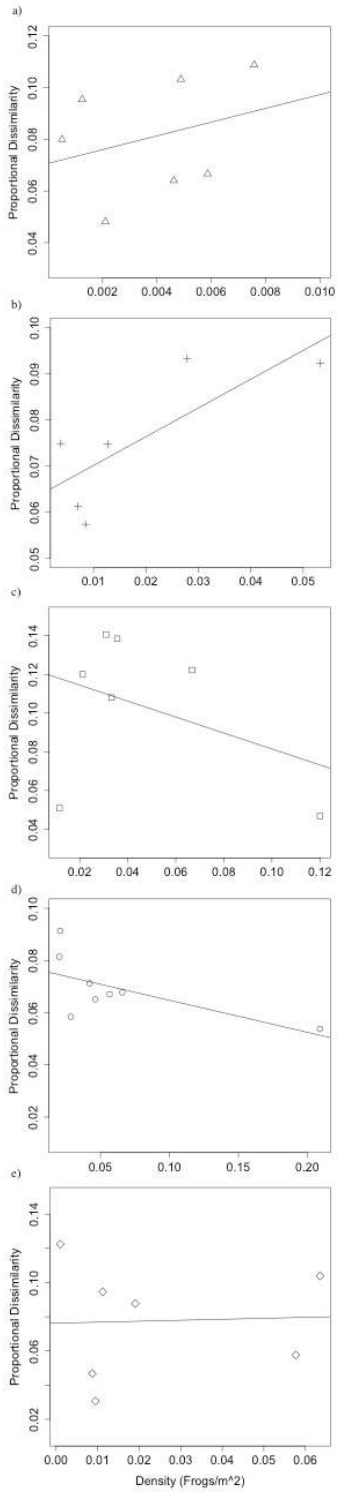 a)
Proportional Dissimilarity
0.12
0.10
0.08
0.06
0.04
0.002 0.004 0.006 0.008 0.010
b)
Proportional Dissimilarity
0.10
0.09
0.08
0.07
0.06
0.05
0.01 0.02 0.03 0.04 0.05
c)
Proportional Dissimilarity
0.14
0.12
0.10
0.08
0.06
0.04
0.02 0.04 0.06 0.08 0.10 0.12
d)
Proportional Dissimilarity
0.10
0.08
0.06
0.04
0.02
0.05 0.10 0.15 0.20
e)
Proportional Dissimilarity
0.14
0.10
0.06
0.02
0.00 0.01 0.02 0.03 0.04 0.05 0.06
Density (Frogs/m^2)